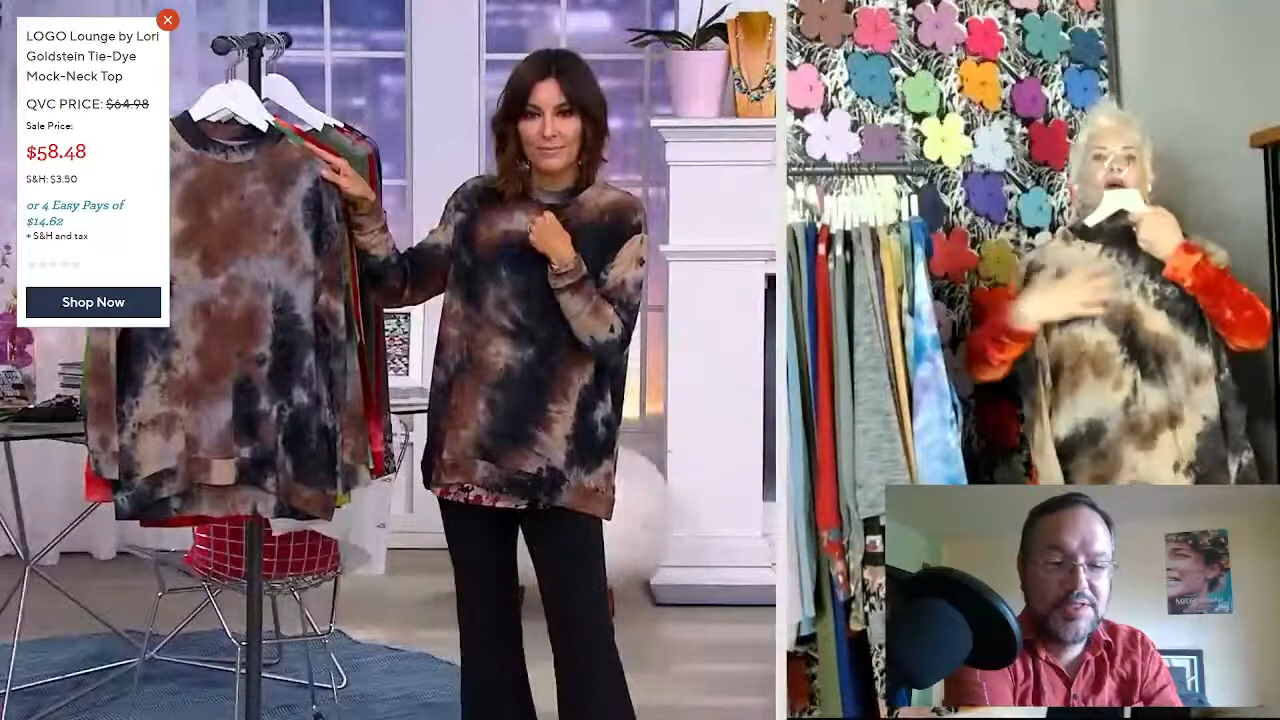 LOGO Lounge by Lori
Goldstein Tie-Dye
Mock-Neck Top
QVC PRICE: $64.98
Sale Price:
$58.48
S&H: $3.50
or 4 Easy Pays of
$14.62
+ S&H and tax
Shop Now